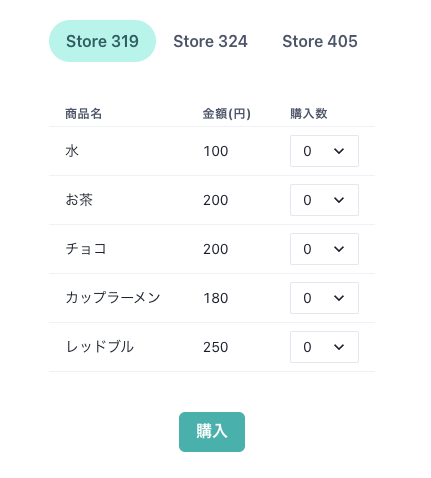 Store 319 Store 324 Store 405
商品名 金額(円) 購入数
水 100 0
お茶 200 0
チョコ 200 0
カップラーメン 180 0
レッドブル 250 0
購入